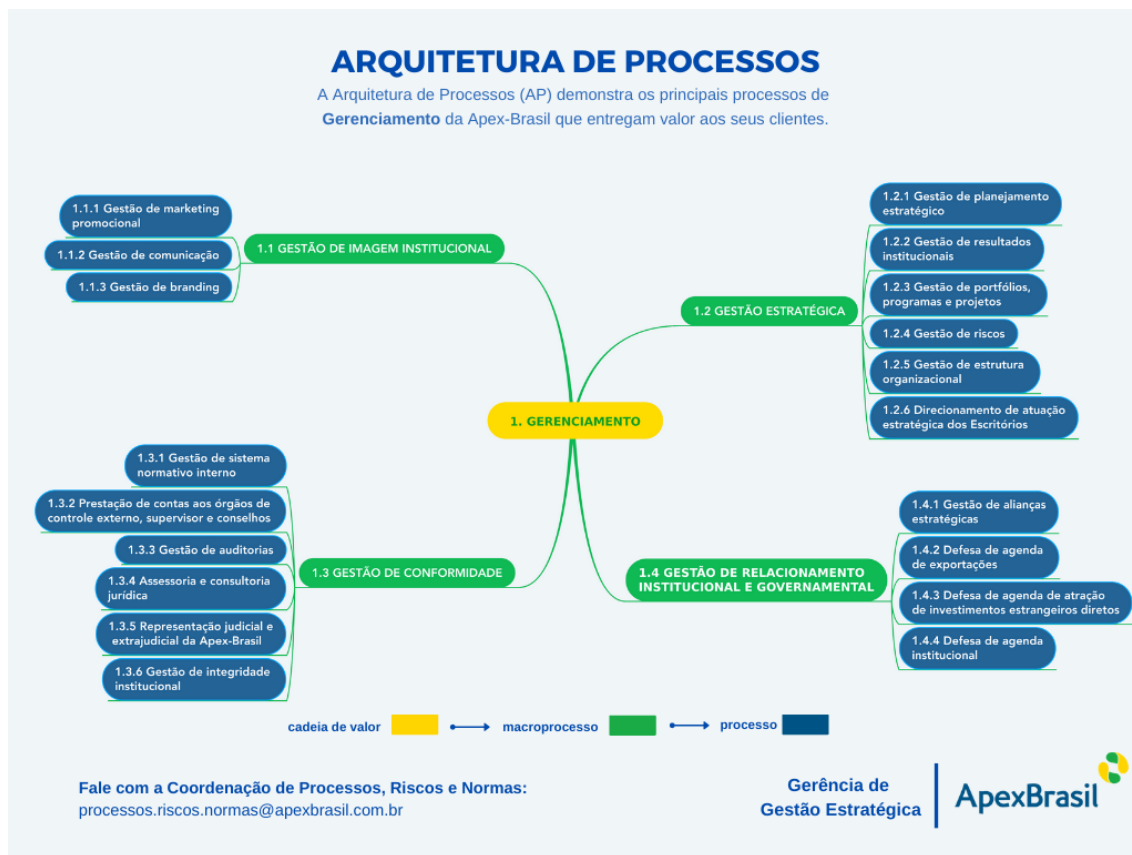 ARQUITETURA DE PROCESSOS
A Arquitetura de Processos (AP) demonstra os principais processos de
Gerenciamento da Apex-Brasil que entregam valor aos seus clientes.
1.1.1 Gestão de marketing
promocional
1.1.2 Gestão de comunicação
1.1.3 Gestão de branding
1.1 GESTÃO DE IMAGEM INSTITUCIONAL
1.2 GESTÃO ESTRATÉGICA
1.2.1 Gestão de planejamento
estratégico
1.2.2 Gestão de resultados
institucionais
1.2.3 Gestão de portfólios,
programas e projetos
1.2.4 Gestão de riscos
1.2.5 Gestão de estrutura
organizacional
1.2.6 Direcionamento de atuação
estratégica dos Escritórios
1. GERENCIAMENTO
1.3.1 Gestão de sistema
normativo interno
1.3.2 Prestação de contas aos órgãos de
controle externo, supervisor e conselhos
1.3.3 Gestão de auditorias
1.3.4 Assessoria e consultoria
jurídica
1.3.5 Representação judicial e
extrajudicial da Apex-Brasil
1.3.6 Gestão de integridade
institucional
1.3 GESTÃO DE CONFORMIDADE
1.4 GESTÃO DE RELACIONAMENTO
INSTITUCIONAL E GOVERNAMENTAL
1.4.1 Gestão de alianças
estratégicas
1.4.2 Defesa de agenda
de exportações
1.4.3 Defesa de agenda de atração
de investimentos estrangeiros diretos
1.4.4 Defesa de agenda
institucional
cadeia de valor
macroprocesso
processo
Fale com a Coordenação de Processos, Riscos e Normas:
processos.riscos.normas@apexbrasil.com.br
Gerência de
Gestão Estratégica
ApexBrasil